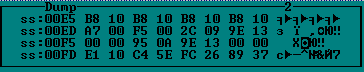 Dump 2
ss:00E5 B8 10 B8 10 B8 10 B8 10 ╕►╕►╕►╕►
ss:00ED A7 00 F5 00 2C 09 9E 13
ss:00F5 00 00 95 0A 9E 13 00 00
ss:00FD E1 10 C4 5E FC 26 89 37